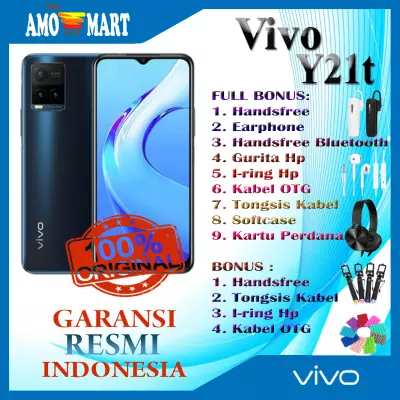 AMO MART
Vivo
Y21t
FULL BONUS:
1. Handsfree
2. Earphone
3. Handsfree Bluetooth
4. Gurita Hp
5. I-ring Hp
6. Kabel OTG
7. Tongsis Kabel
8. Softcase
9. Kartu Perdana
BONUS :
1. Handsfree
2. Tongsis Kabel
3. I-ring Hp
4. Kabel OTG
vivo
100%
ORIGINAL
GARANSI
RESMI
INDONESIA
vivo